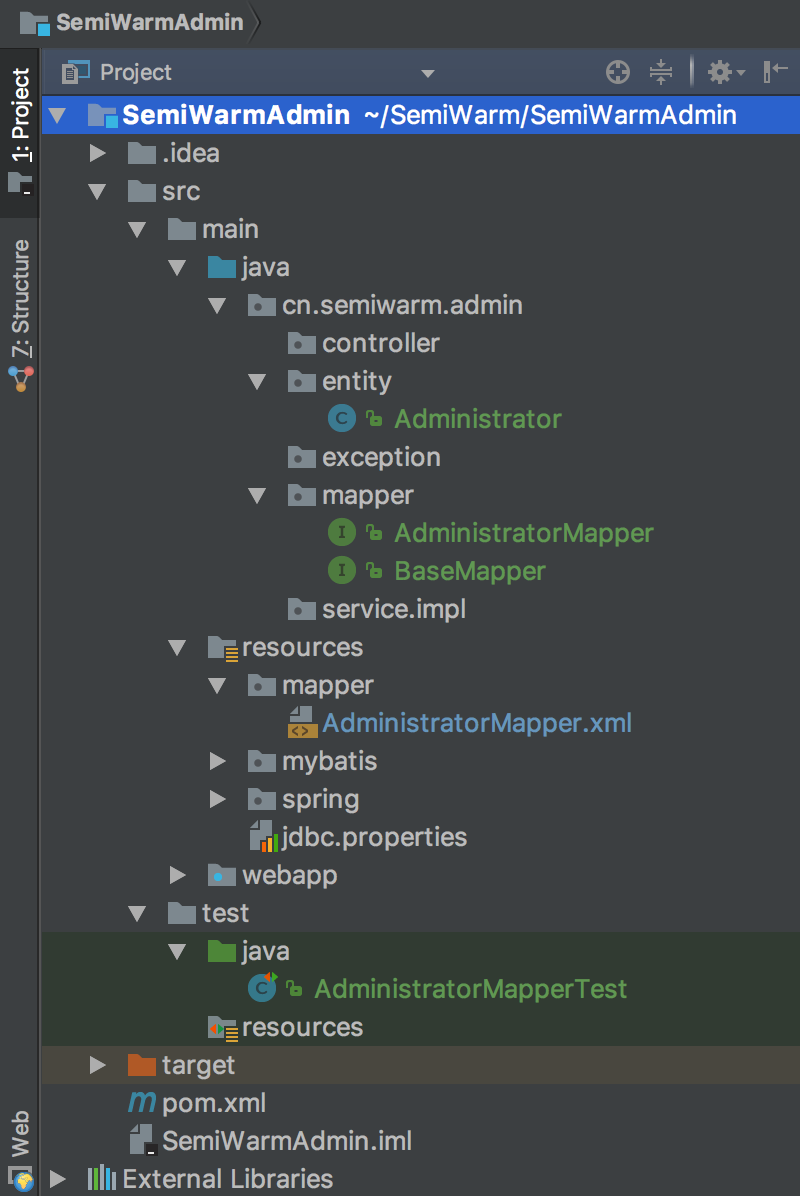 SemiWarmAdmin
1: Project
7: Structure
Web
Project
SemiWarmAdmin ~/SemiWarm/SemiWarmAdmin
.idea
src
main
java
cn.semiwarm.admin
controller
entity
C Administrator
exception
mapper
I AdministratorMapper
I BaseMapper
service.impl
resources
mapper
<> AdministratorMapper.xml
mybatis
spring
jdbc.properties
webapp
test
java
C AdministratorMapperTest
resources
target
m pom.xml
SemiWarmAdmin.iml
External Libraries